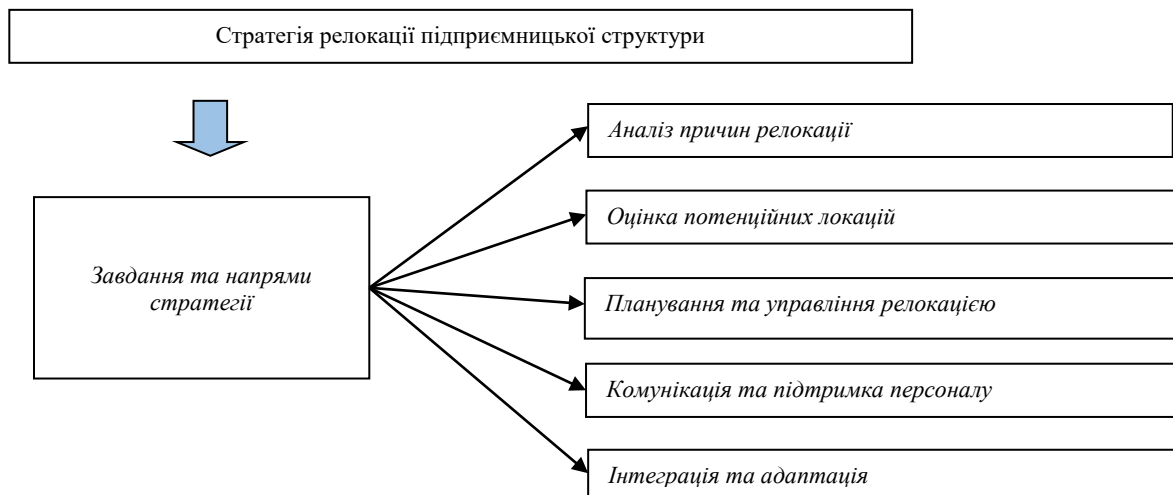 Стратегія релокації підприємницької структури
Аналіз причин релокації
Оцінка потенційних локацій
Завдання та напрями
стратегії
Планування та управління релокацією
Комунікація та підтримка персоналу
Інтеграція та адаптація